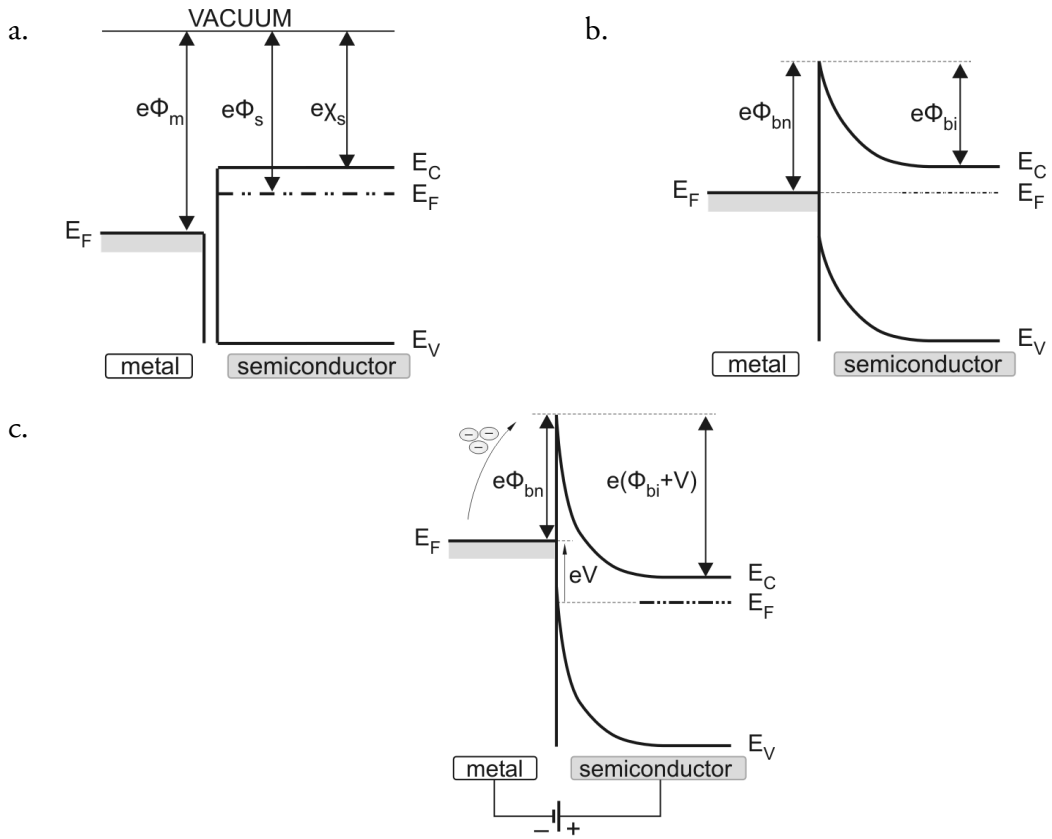 a.
VACUUM
eΦm
eΦs
eχs
EC
EF
EF
EV
metal
semiconductor
b.
eΦbn
eΦbi
EC
EF
EF
EV
metal
semiconductor
c.
− − −
eΦbn
e(Φbi+V)
EF
eV
EC
EF
EV
metal
semiconductor
− +